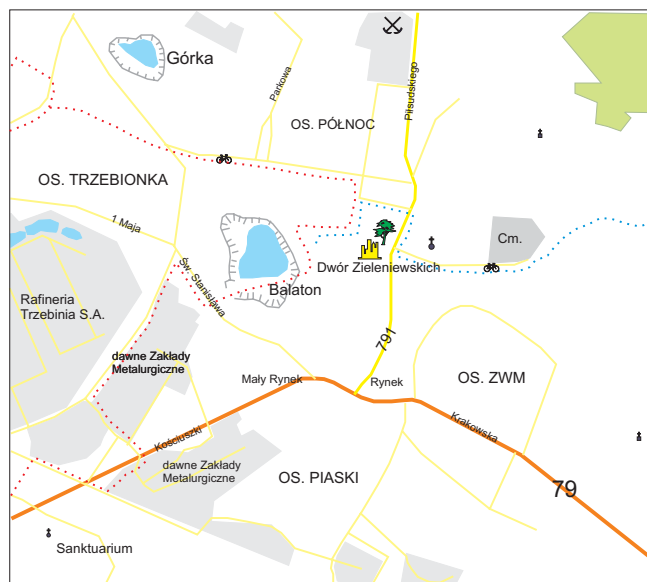 Górka
Parkowa
Piłsudskiego
OS. PÓŁNOC
OS. TRZEBIONKA
1 Maja
Cm.
Św. Stanisława
Dwór Zieleniewskich
Balaton
Rafineria
Trzebinia S.A.
791
dawne Zakłady
Metalurgiczne
Mały Rynek
Rynek
OS. ZWM
Krakowska
Kościuszki
dawne Zakłady
Metalurgiczne
OS. PIASKI
79
Sanktuarium